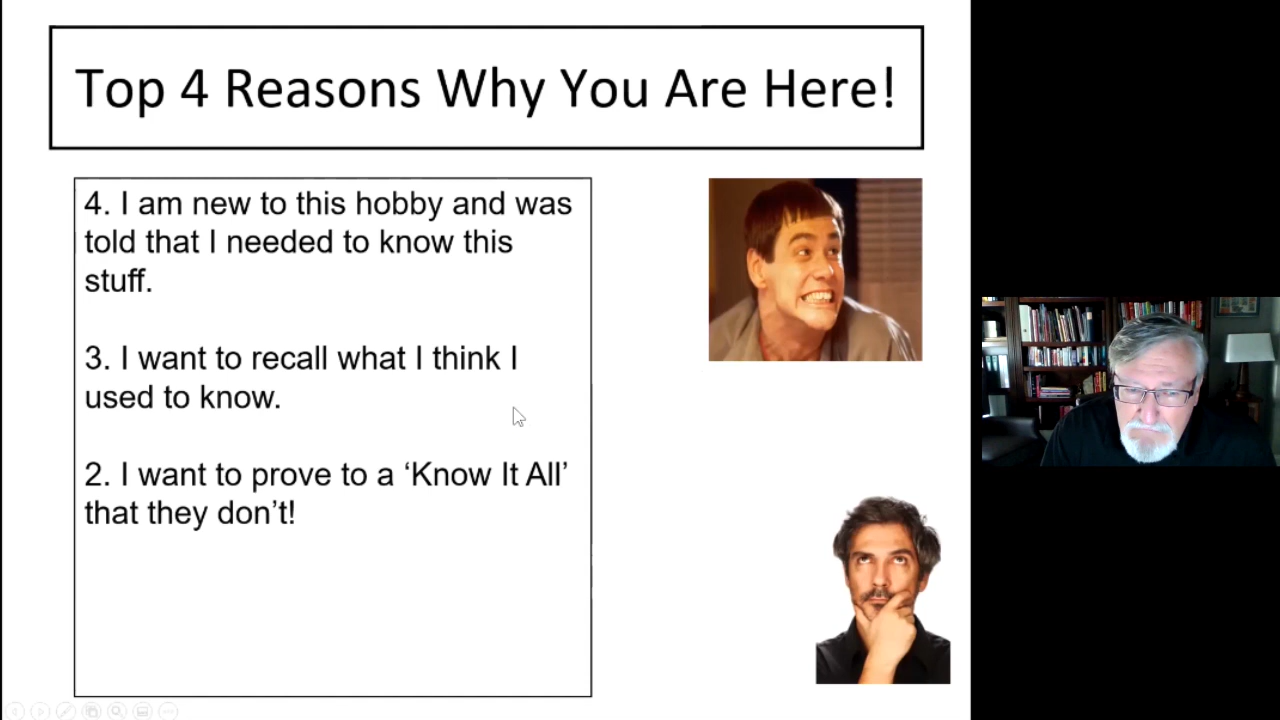 Top 4 Reasons Why You Are Here!
4. I am new to this hobby and was
told that I needed to know this
stuff.
3. I want to recall what I think I
used to know.
2. I want to prove to a ‘Know It All’
that they don’t!